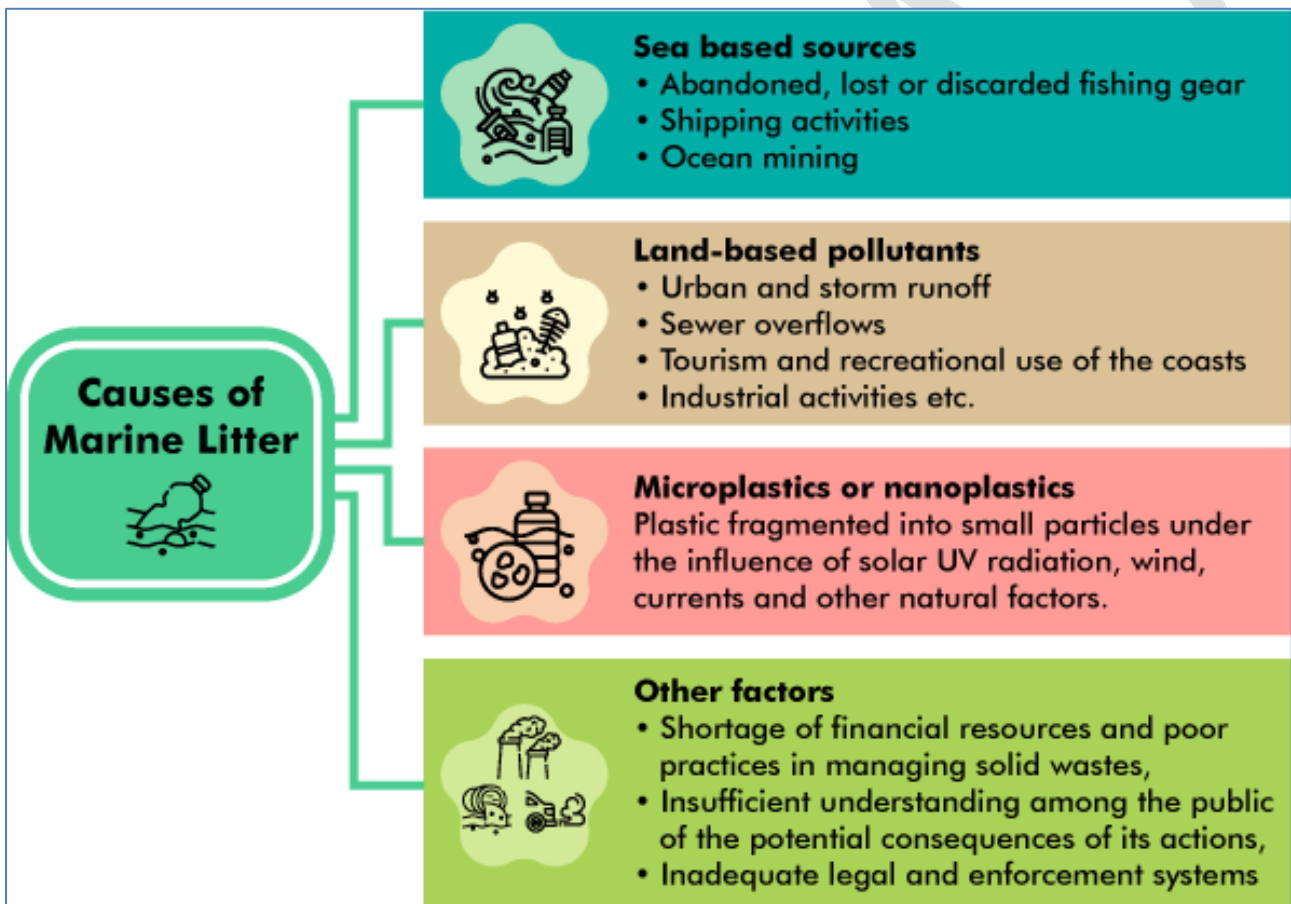 Causes of
Marine Litter
Sea based sources
• Abandoned, lost or discarded fishing gear
• Shipping activities
• Ocean mining
Land-based pollutants
• Urban and storm runoff
• Sewer overflows
• Tourism and recreational use of the coasts
• Industrial activities etc.
Microplastics or nanoplastics
Plastic fragmented into small particles under
the influence of solar UV radiation, wind,
currents and other natural factors.
Other factors
• Shortage of financial resources and poor
practices in managing solid wastes,
• Insufficient understanding among the public
of the potential consequences of its actions,
• Inadequate legal and enforcement systems